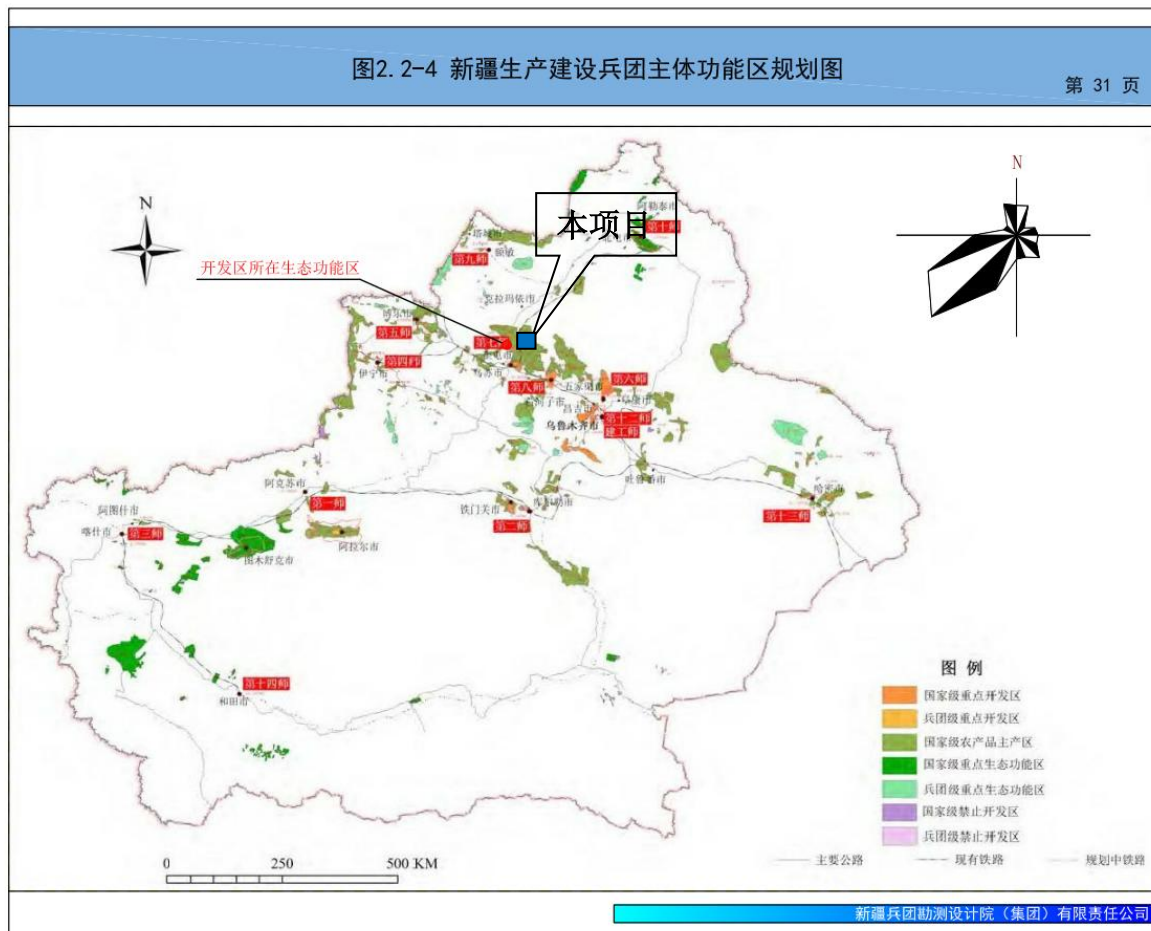 图2.2-4 新疆生产建设兵团主体功能区规划图
第 31 页
N
N
阿勒泰市
第十师
本项目
塔城市
额敏
第九师
开发区所在生态功能区
克拉玛依市
博乐市
第五师
第七
第四师
伊宁市
乌苏市
第八师
五家渠市
第六师
石河子市
昌吉市
阜康市
第十二师
建工师
乌鲁木齐市
吐鲁番市
哈密市
第十三师
阿克苏市
第一师
铁门关市
库尔勒市
第二师
阿图什市
喀什市
第三师
图木舒克市
阿拉尔市
第十四师
和田市
图 例
国家级重点开发区
兵团级重点开发区
国家级农产品主产区
国家级重点生态功能区
兵团级重点生态功能区
国家级禁止开发区
兵团级禁止开发区
主要公路 现有铁路 规划中铁路
0 250 500 KM
新疆兵团勘测设计院（集团）有限责任公司